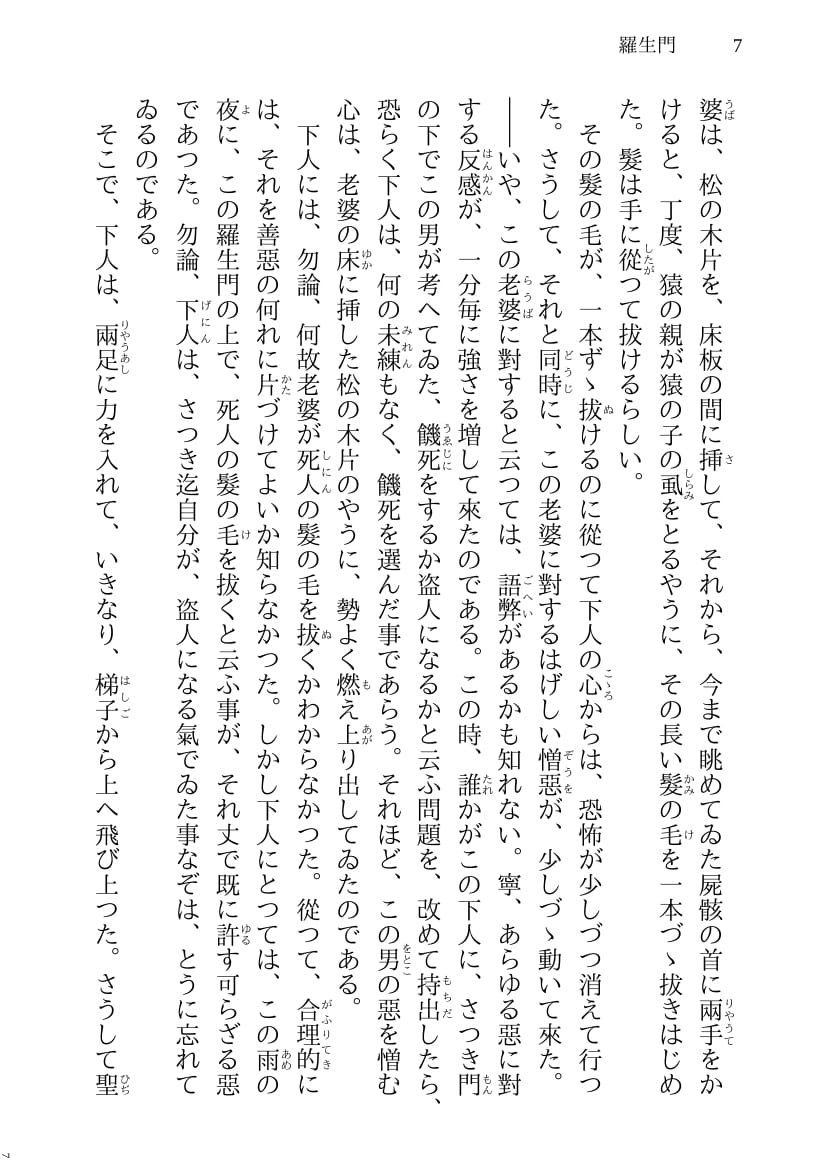 羅生門 7
婆は、松の木片を、床板の間に挿して、それから、今まで眺めてゐた屍骸の首に兩手をか
けると、丁度、猿の親が猿の子の虱をとるやうに、その長い髮の毛を一本づゝ拔きはじめ
た。髮は手に從つて拔けるらしい。
その髮の毛が、一本ずゝ拔けるのに從つて下人の心からは、恐怖が少しづつ消えて行つ
た。さうして、それと同時に、この老婆に對するはげしい憎惡が、少しづゝ動いて來た。
――いや、この老婆に對すると云つては、語弊があるかも知れない。寧、あらゆる惡に對
する反感が、一分每に強さを增して來たのである。この時、誰かがこの下人に、さつき門
の下でこの男が考へてゐた、饑死をするか盜人になるかと云ふ問題を、改めて持出したら、
恐らく下人は、何の未練もなく、饑死を選んだ事であらう。それほど、この男の惡を憎む
心は、老婆の床に挿した松の木片のやうに、勢よく燃え上り出してゐたのである。
下人には、勿論、何故老婆が死人の髮の毛を拔くかわからなかつた。從つて、合理的に
は、それを善惡の何れに片づけてよいか知らなかつた。しかし下人にとつては、この雨の
夜に、この羅生門の上で、死人の髮の毛を拔くと云ふ事が、それ丈で既に許す可らざる惡
であつた。勿論、下人は、さつき迄自分が、盜人になる氣でゐた事なぞは、とうに忘れて
ゐるのである。
そこで、下人は、兩足に力を入れて、いきなり、梯子から上へ飛び上つた。さうして聖
7